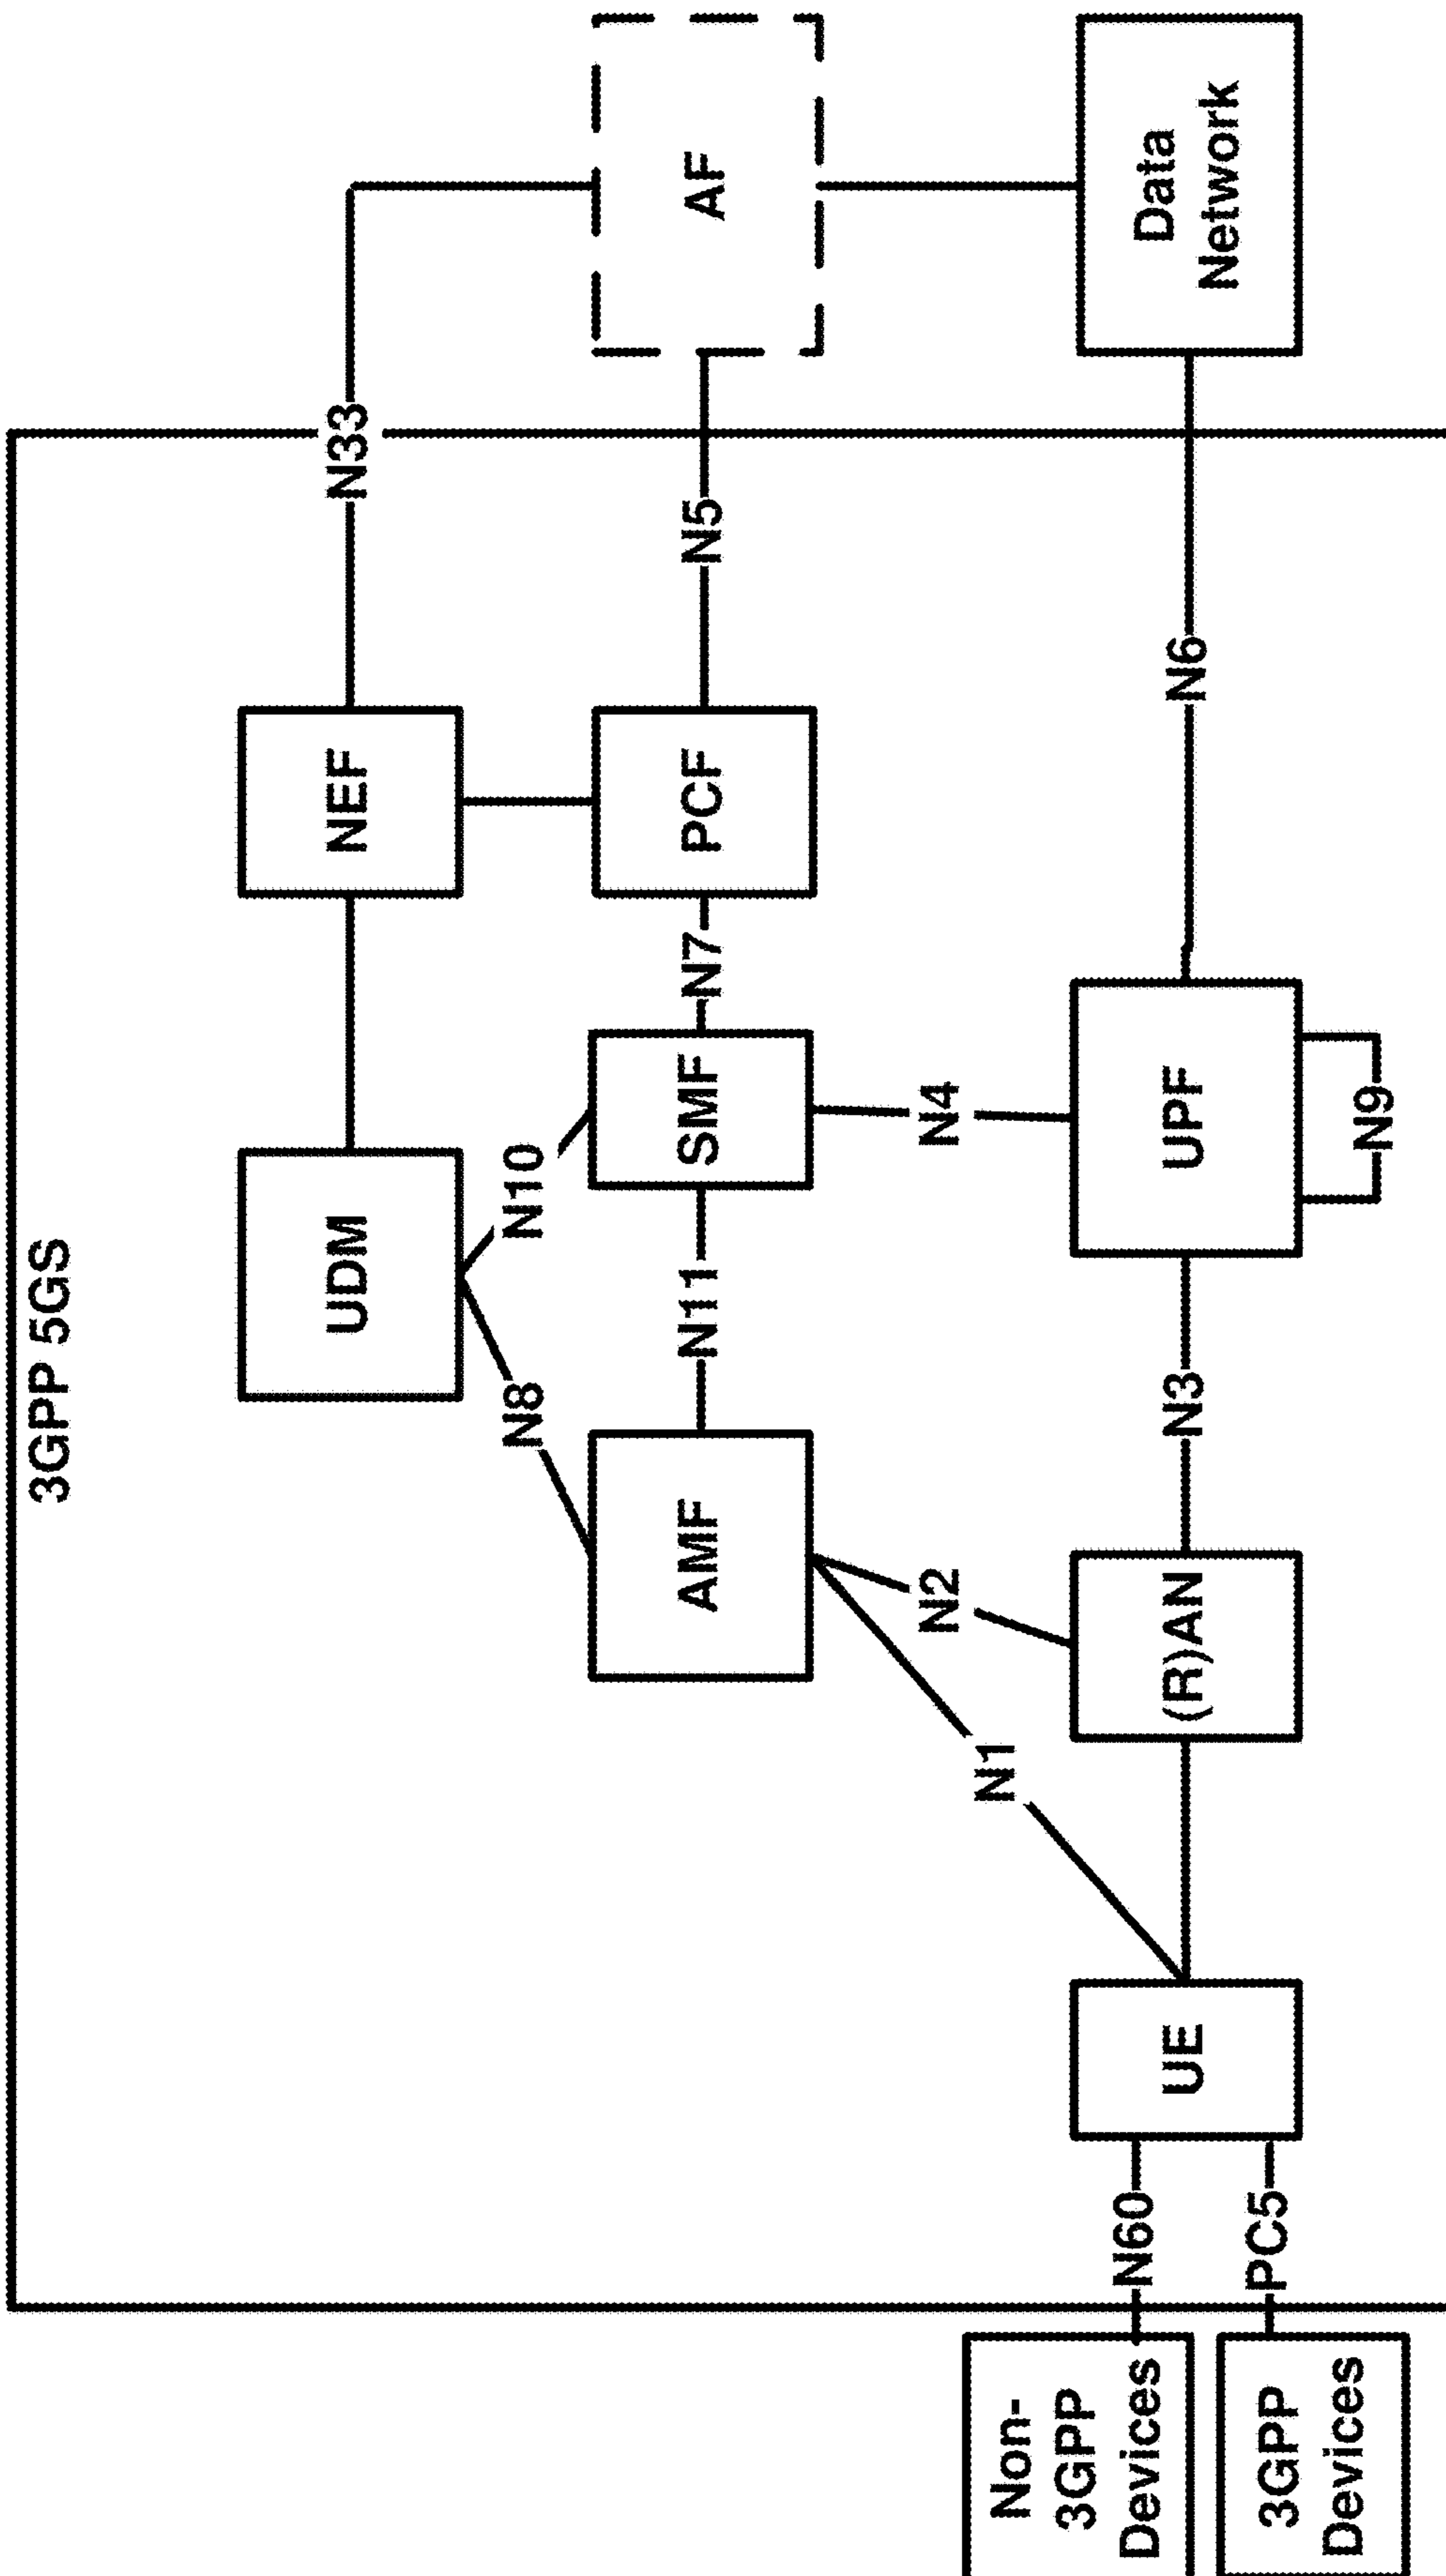 3GPP 5GS
UDM
NEF
N33
N8
N10
AMF
N11
SMF
N7
PCF
N5
AF
N1
N2
N4
Non-
3GPP
Devices
N60
UE
(R)AN
N3
UPF
N6
Data
Network
3GPP
Devices
PC5
N9